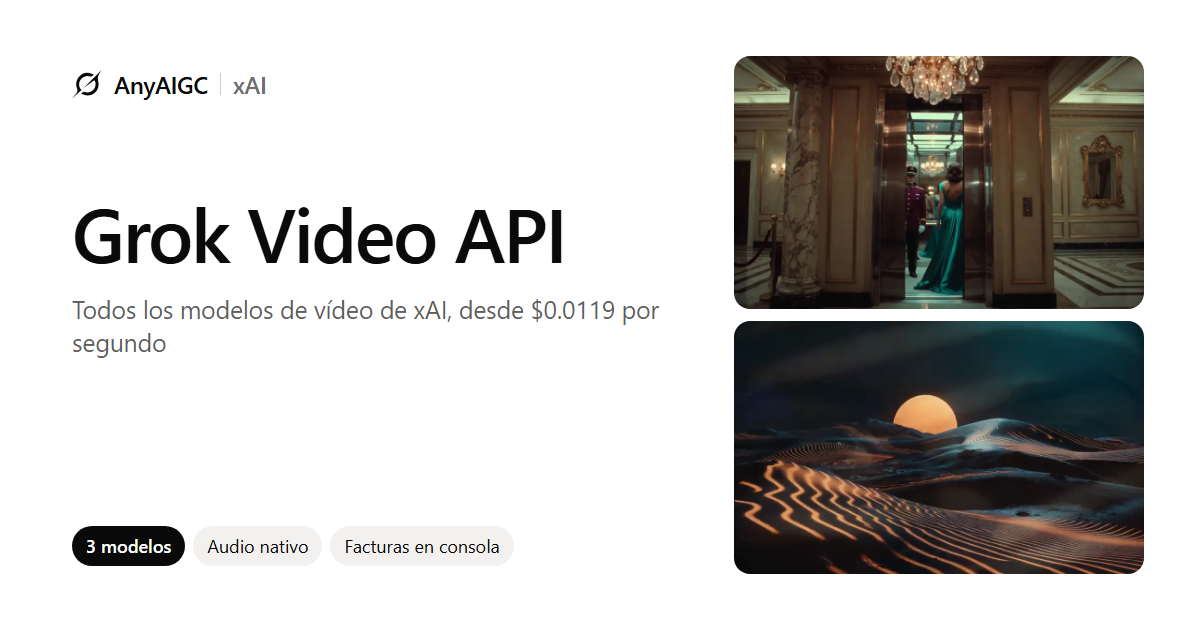 AnyAIGC | xAI
Grok Video API
Todos los modelos de vídeo de xAI, desde $0.0119 por
segundo
3 modelos
Audio nativo
Facturas en consola